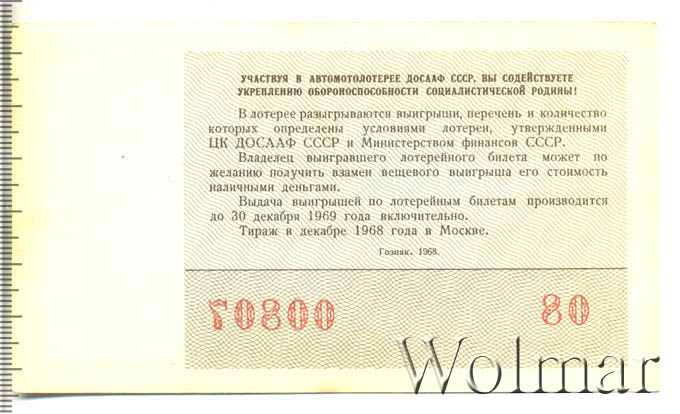 УЧАСТВУЯ В АВТОМОТОЛОТЕРЕЕ ДОСААФ СССР, ВЫ СОДЕЙСТВУЕТЕ
УКРЕПЛЕНИЮ ОБОРОНОСПОСОБНОСТИ СОЦИАЛИСТИЧЕСКОЙ РОДИНЫ!
В лотерее разыгрываются выигрыши, перечень и количество
которых определены условиями лотереи, утвержденными
ЦК ДОСААФ СССР и Министерством финансов СССР.
Владелец выигравшего лотерейного билета может по
желанию получить взамен вещевого выигрыша его стоимость
наличными деньгами.
Выдача выигрышей по лотерейным билетам производится
до 30 декабря 1969 года включительно.
Тираж в декабре 1968 года в Москве.
Гознак. 1968.
00807 08
Wolmar